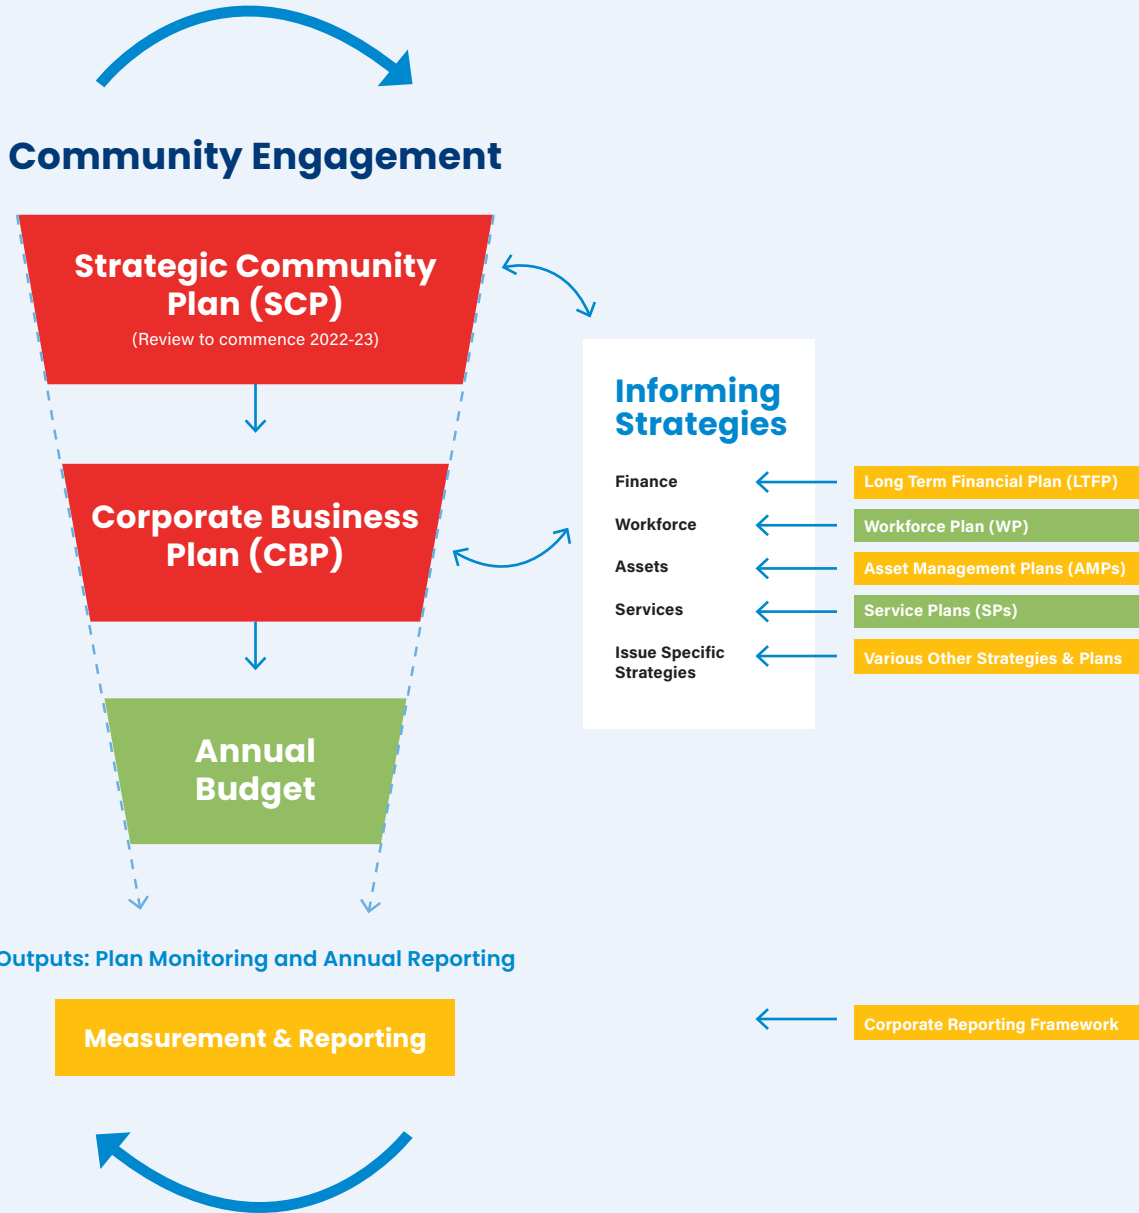 Community Engagement
Strategic Community
Plan (SCP)
(Review to commence 2022-23)
Corporate Business
Plan (CBP)
Annual
Budget
Informing
Strategies
Finance
Long Term Financial Plan (LTFP)
Workforce
Workforce Plan (WP)
Assets
Asset Management Plans (AMPs)
Services
Service Plans (SPs)
Issue Specific
Strategies
Various Other Strategies & Plans
Outputs: Plan Monitoring and Annual Reporting
Measurement & Reporting
Corporate Reporting Framework